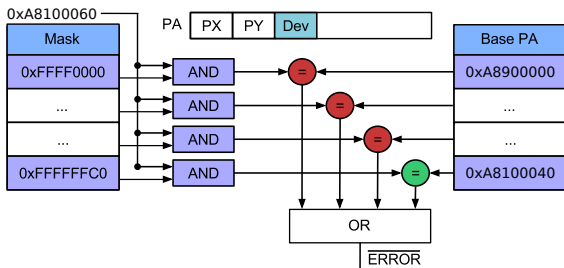 0xA8100060
PA PX PY Dev
Mask Base PA
0xFFFF0000 AND = 0xA8900000
... AND = ...
... AND = ...
0xFFFFFFC0 AND = 0xA8100040
OR
ERROR